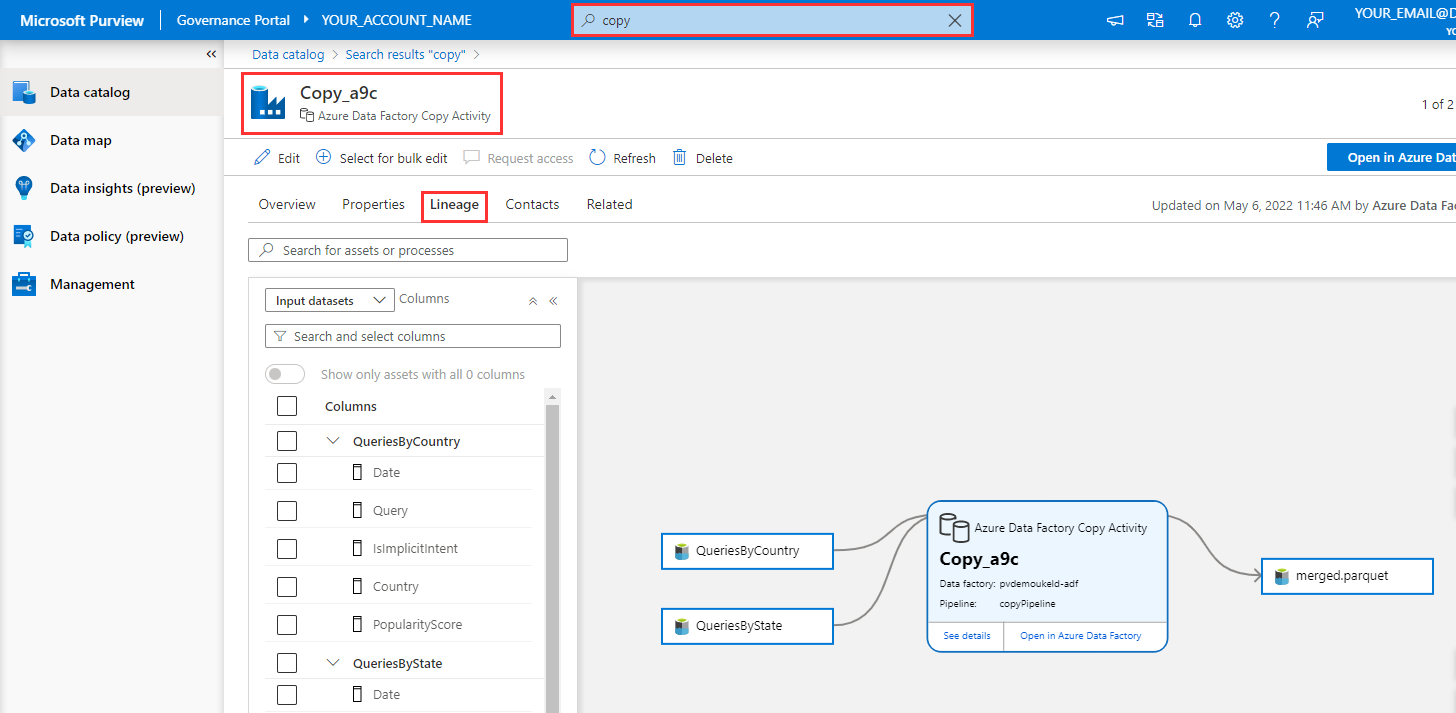 Microsoft Purview
Governance Portal
YOUR_ACCOUNT_NAME
copy
?
YOUR_EMAIL@D
YO
Data catalog
Data map
Data insights (preview)
Data policy (preview)
Management
Data catalog > Search results "copy" >
Copy_a9c
Azure Data Factory Copy Activity
1 of 2
Edit
Select for bulk edit
Request access
Refresh
Delete
Open in Azure Dat
Overview
Properties
Lineage
Contacts
Related
Updated on May 6, 2022 11:46 AM by Azure Data Fac
Search for assets or processes
Input datasets
Columns
Search and select columns
Show only assets with all 0 columns
Columns
QueriesByCountry
Date
Query
IsImplicitIntent
Country
PopularityScore
QueriesByState
Date
QueriesByCountry
QueriesByState
Azure Data Factory Copy Activity
Copy_a9c
Data factory: pvdemoukeld-adf
Pipeline: copyPipeline
See details
Open in Azure Data Factory
merged.parquet